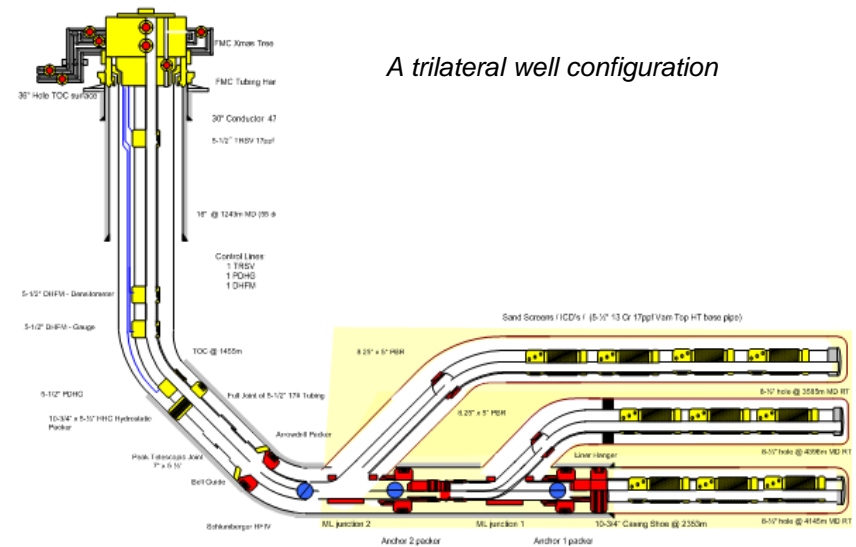 A trilateral well configuration
FMC Xmas Tree
FMC Tubing Han
36" Hole TOC surface
30" Conductor 47
5-1/2" TRSV 17ppf
16" @ 1243m MD
Control Lines
1 TRSV
1 PDHG
1 DHFM
5-1/2" DHFM - Densitometer
5-1/2" DHFM - Gauge
Sand Screens / ICD's / (5-½" 13 Cr 17ppf Vam Top HT base pipe)
TOC @ 1455m
8.25" x 5" PBR
5-1/2" PDHG
Full Joint of 5-1/2" 17# Tubing
8-½" hole @ 3585m MD RT
10-3/4" x 5-½" HHC Hydrostatic
Packer
8.25" x 5" PBR
Arrowdrill Packer
Peak Telescopic Joint
7" x 5 ½"
Liner Hanger
8-½" hole @ 4396m MD RT
Bell Guide
Schlumberger HFIV
ML junction 2
ML junction 1
10-3/4" Casing Shoe @ 2353m
8-½" hole @ 4145m MD RT
Anchor 2 packer
Anchor 1 packer